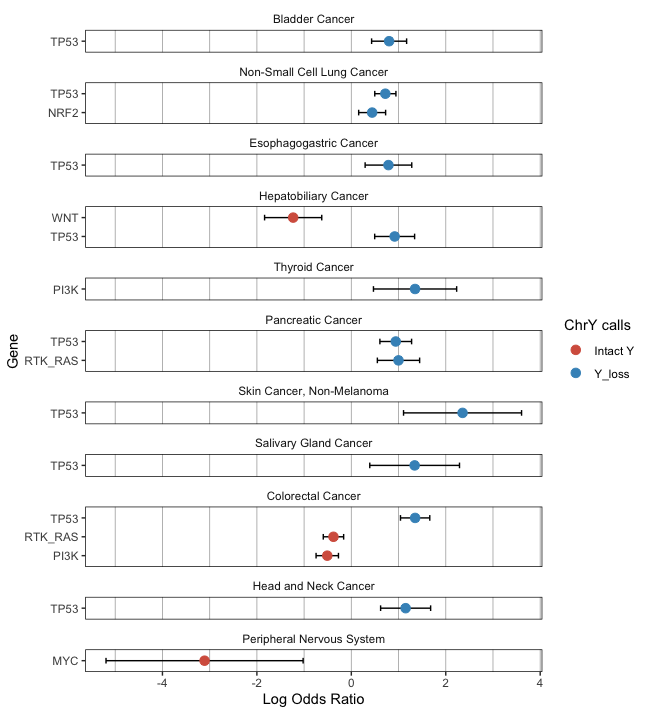 Bladder Cancer
TP53
Non-Small Cell Lung Cancer
TP53
NRF2
Esophagogastric Cancer
TP53
Hepatobiliary Cancer
WNT
TP53
Thyroid Cancer
PI3K
Pancreatic Cancer
TP53
RTK_RAS
Skin Cancer, Non-Melanoma
TP53
Salivary Gland Cancer
TP53
Colorectal Cancer
TP53
RTK_RAS
PI3K
Head and Neck Cancer
TP53
Peripheral Nervous System
MYC
-4 -2 0 2 4
Log Odds Ratio
Gene
ChrY calls
Intact Y
Y_loss